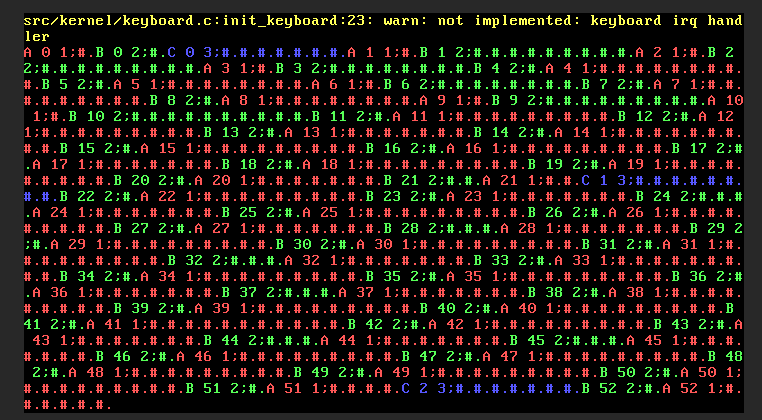 src/kernel/keyboard.c:init_keyboard:23: warn: not implemented: keyboard irq hand
ler
A 0 1;#.B 0 2;#.C 0 3;#.#.#.#.#.#.#.A 1 1;#.B 1 2;#.#.#.#.#.#.#.#.#.A 2 1;#.B 2
2;#.#.#.#.#.#.#.#.#.A 3 1;#.B 3 2;#.#.#.#.#.#.#.#.B 4 2;#.#.A 4 1;#.#.#.#.#.#.#.
#.B 5 2;#.A 5 1;#.#.#.#.#.#.#.#.A 6 1;#.#.B 6 2;#.#.#.#.#.#.#.B 7 2;#.A 7 1;#.#.
#.#.#.#.#.#.#.B 8 2;#.A 8 1;#.#.#.#.#.#.#.#.#.A 9 1;#.B 9 2;#.#.#.#.#.#.#.#.A 10
 1;#.B 10 2;#.#.#.#.#.#.#.#.#.#.B 11 2;#.A 11 1;#.#.#.#.#.#.#.#.#.B 12 2;#.A 12
1;#.#.#.#.#.#.#.#.#.B 13 2;#.#.A 13 1;#.#.#.#.#.#.B 14 2;#.#.A 14 1;#.#.#.#.#.#.
#.#.B 15 2;#.#.A 15 1;#.#.#.#.#.#.#.#.B 16 2;#.#.A 16 1;#.#.#.#.#.#.#.#.B 17 2;#
.A 17 1;#.#.#.#.#.#.#.B 18 2;#.#.A 18 1;#.#.#.#.#.#.#.#.B 19 2;#.#.A 19 1;#.#.#.
#.#.#.#.#.B 20 2;#.A 20 1;#.#.#.#.#.#.#.#.B 21 2;#.#.A 21 1;#.C 1 3;#.#.#.#.#.#.
#.#.#.B 22 2;#.A 22 1;#.#.#.#.#.#.#.#.B 23 2;#.#.A 23 1;#.#.#.#.#.#.#.B 24 2;#.#
.A 24 1;#.#.#.#.#.#.#.B 25 2;#.A 25 1;#.#.#.#.#.#.#.#.#.B 26 2;#.A 26 1;#.#.#.#.
#.#.#.#.#.B 27 2;#.A 27 1;#.#.#.#.#.#.#.B 28 2;#.#.#.#.A 28 1;#.#.#.#.#.#.B 29 2
;#.A 29 1;#.#.#.#.#.#.#.#.#.B 30 2;#.A 30 1;#.#.#.#.#.#.#.#.#.B 31 2;#.A 31 1;#.
#.#.#.#.#.#.#.#.B 32 2;#.#.#.#.A 32 1;#.#.#.#.#.#.B 33 2;#.#.A 33 1;#.#.#.#.#.#.
#.#.B 34 2;#.A 34 1;#.#.#.#.#.#.#.#.#.B 35 2;#.A 35 1;#.#.#.#.#.#.#.#.#.B 36 2;#
.A 36 1;#.#.#.#.#.#.#.B 37 2;#.#.#.#.A 37 1;#.#.#.#.#.#.#.B 38 2;#.A 38 1;#.#.#.
#.#.#.#.#.B 39 2;#.A 39 1;#.#.#.#.#.#.#.#.#.B 40 2;#.#.A 40 1;#.#.#.#.#.#.#.#.B
41 2;#.A 41 1;#.#.#.#.#.#.#.#.#.#.#.B 42 2;#.A 42 1;#.#.#.#.#.#.#.#.#.B 43 2;#.A
 43 1;#.#.#.#.#.#.#.B 44 2;#.#.#.#.A 44 1;#.#.#.#.#.#.B 45 2;#.#.#.#.A 45 1;#.#.
#.#.#.#.B 46 2;#.A 46 1;#.#.#.#.#.#.#.#.#.B 47 2;#.A 47 1;#.#.#.#.#.#.#.#.#.B 48
 2;#.A 48 1;#.#.#.#.#.#.#.#.#.B 49 2;#.A 49 1;#.#.#.#.#.#.#.#.#.B 50 2;#.A 50 1;
#.#.#.#.#.#.#.#.#.B 51 2;#.A 51 1;#.#.#.#.C 2 3;#.#.#.#.#.#.#.B 52 2;#.A 52 1;#.
#.#.#.#.#.